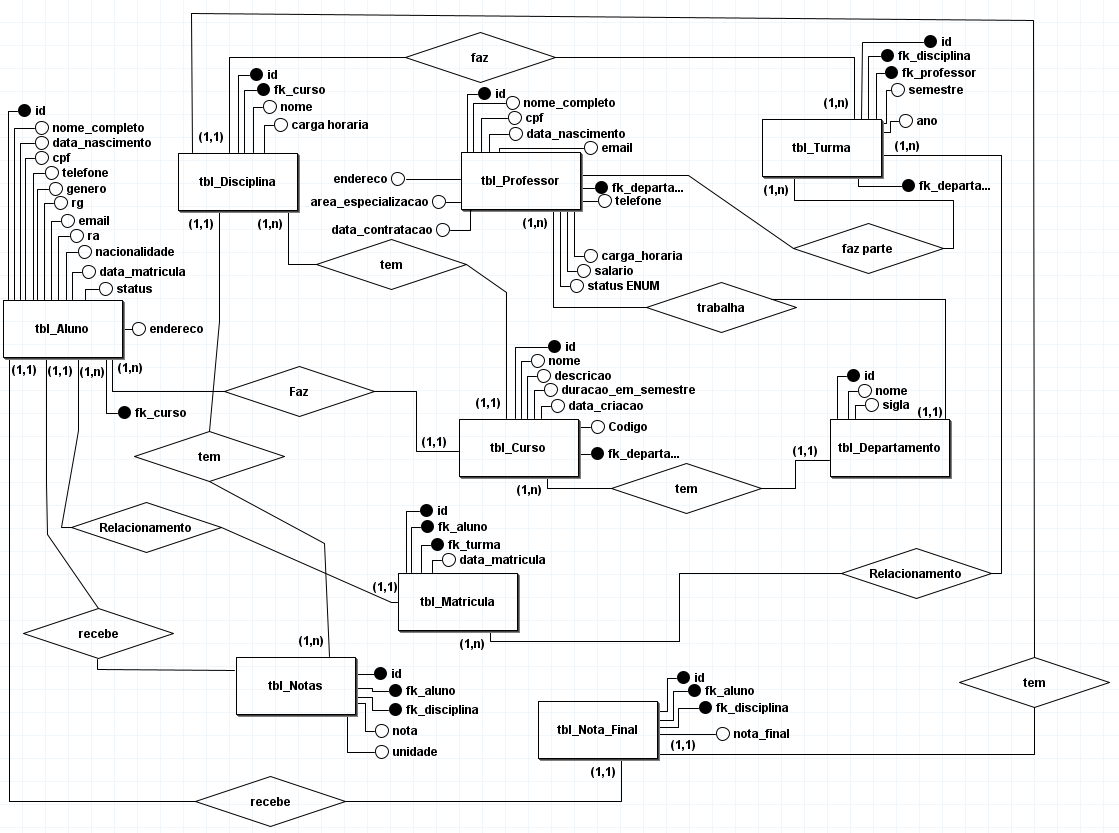 faz
id
fk_disciplina
fk_professor
semestre
ano
(1,n)
tbl_Turma
(1,n)
(1,n)
fk_departa...
id
fk_curso
nome
carga horaria
(1,1)
tbl_Disciplina
(1,1)
(1,n)
id
nome_completo
cpf
data_nascimento
email
endereco
tbl_Professor
fk_departa...
telefone
area_especializacao
data_contratacao
(1,n)
carga_horaria
salario
status ENUM
faz parte
id
nome_completo
data_nascimento
cpf
telefone
genero
rg
email
ra
nacionalidade
data_matricula
status
tbl_Aluno
endereco
(1,1)
(1,1)
(1,n)
(1,n)
fk_curso
tem
trabalha
id
nome
descricao
duracao_em_semestre
data_criacao
(1,1)
Codigo
(1,1)
tbl_Curso
fk_departa...
(1,n)
Faz
id
nome
sigla
(1,1)
tbl_Departamento
(1,1)
tem
tem
Relacionamento
id
fk_aluno
fk_turma
data_matricula
(1,1)
tbl_Matricula
(1,n)
Relacionamento
recebe
(1,n)
tbl_Notas
id
fk_aluno
fk_disciplina
nota
unidade
id
fk_aluno
fk_disciplina
nota_final
tbl_Nota_Final
(1,1)
(1,1)
tem
recebe